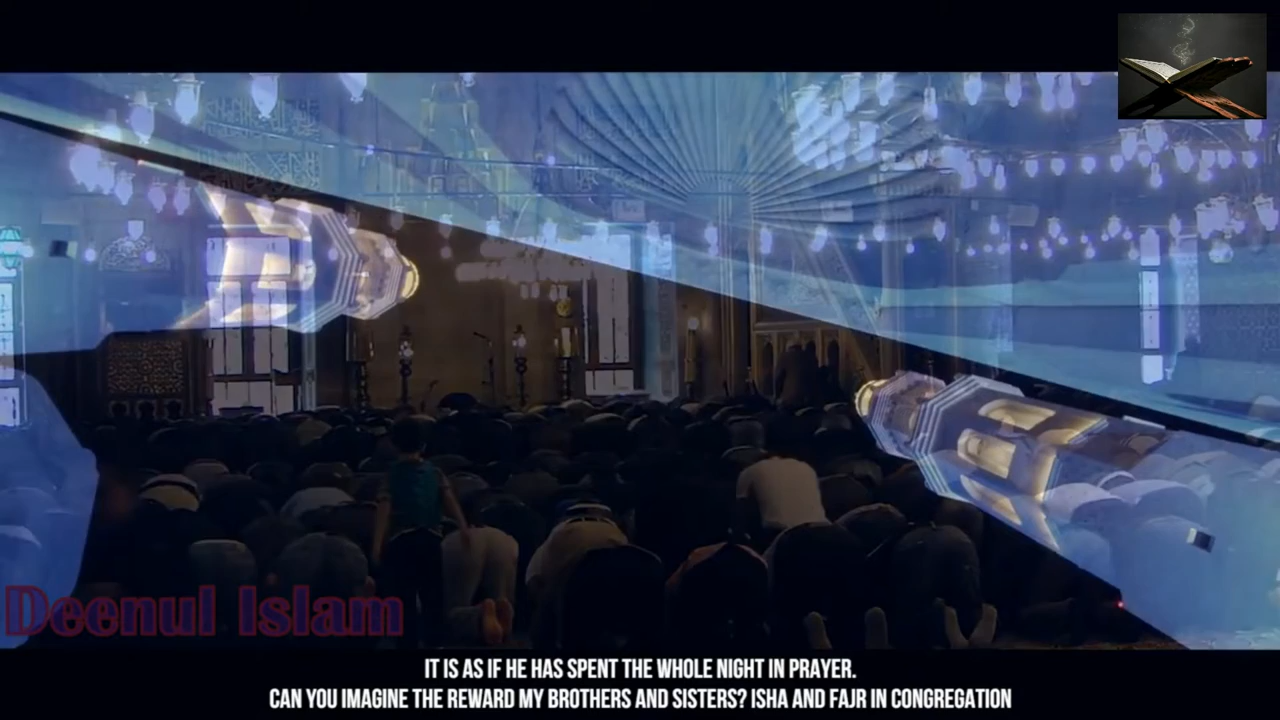 Deenul Islam
IT IS AS IF HE HAS SPENT THE WHOLE NIGHT IN PRAYER.
CAN YOU IMAGINE THE REWARD MY BROTHERS AND SISTERS? ISHA AND FAJR IN CONGREGATION